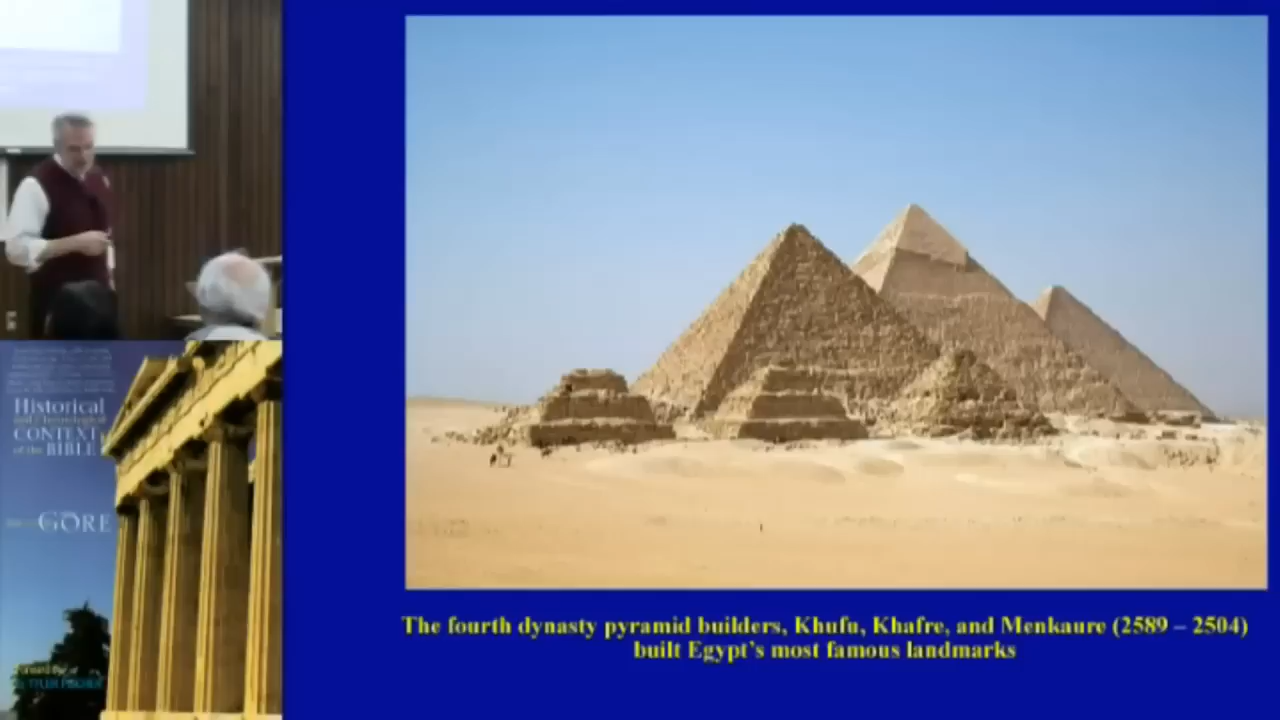 Historical
and Chronological
CONTEXT
of the BIBLE
GORE
The fourth dynasty pyramid builders, Khufu, Khafre, and Menkaure (2589 – 2504)
built Egypt's most famous landmarks